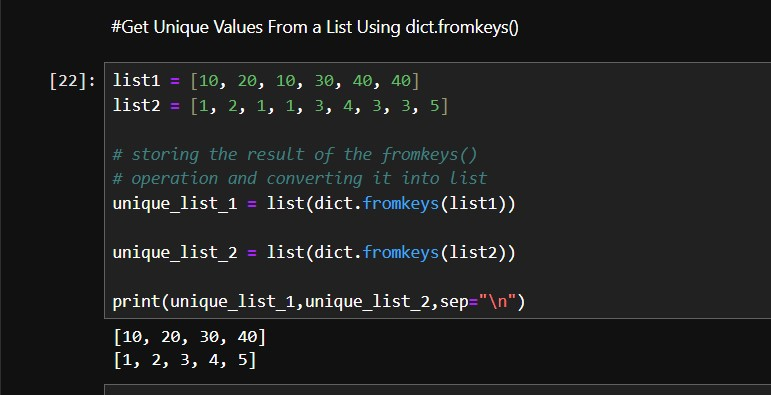 #Get Unique Values From a List Using dict.fromkeys()
[22]: list1 = [10, 20, 10, 30, 40, 40]
list2 = [1, 2, 1, 1, 3, 4, 3, 3, 5]
# storing the result of the fromkeys()
# operation and converting it into list
unique_list_1 = list(dict.fromkeys(list1))
unique_list_2 = list(dict.fromkeys(list2))
print(unique_list_1,unique_list_2,sep="\n")
[10, 20, 30, 40]
[1, 2, 3, 4, 5]